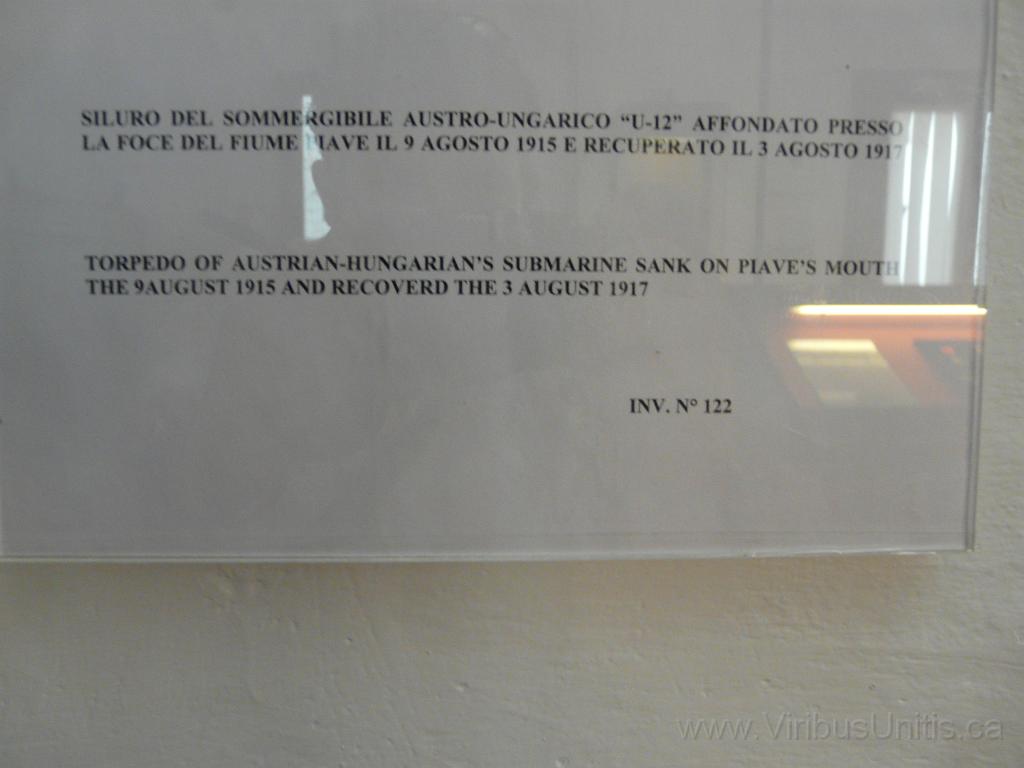 SILURO DEL SOMMERGIBILE AUSTRO-UNGARICO “U-12” AFFONDATO PRESSO
LA FOCE DEL FIUME PIAVE IL 9 AGOSTO 1915 E RECUPERATO IL 3 AGOSTO 1917
TORPEDO OF AUSTRIAN-HUNGARIAN'S SUBMARINE SANK ON PIAVE'S MOUTH
THE 9AUGUST 1915 AND RECOVERD THE 3 AUGUST 1917
INV. N° 122
www.ViribusUnitis.ca